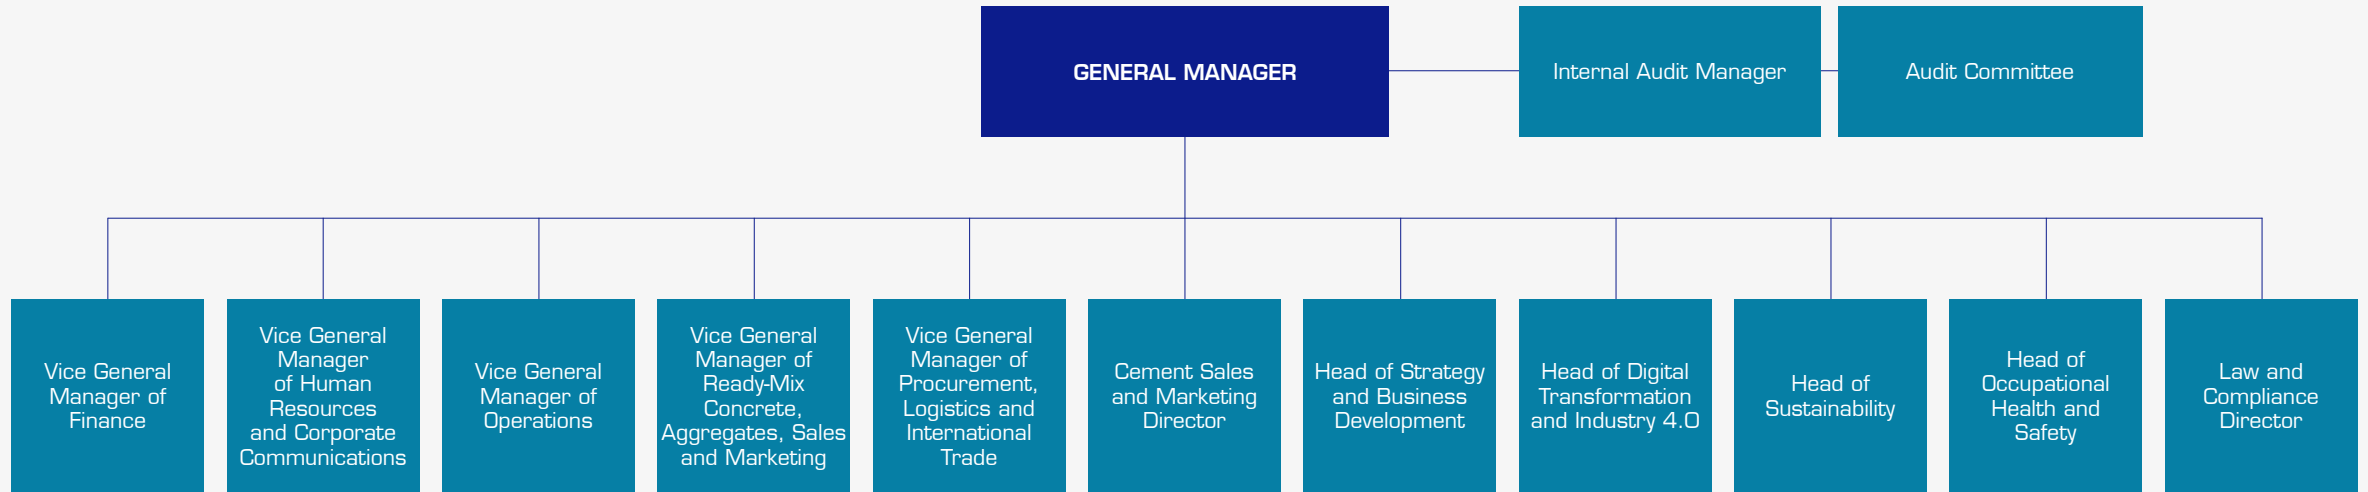 GENERAL MANAGER
Internal Audit Manager
Audit Committee
Vice General
Manager of
Finance
Vice General
Manager
of Human
Resources
and Corporate
Communications
Vice General
Manager of
Operations
Vice General
Manager of
Ready-Mix
Concrete,
Aggregates, Sales
and Marketing
Vice General
Manager of
Procurement,
Logistics and
International
Trade
Cement Sales
and Marketing
Director
Head of Strategy
and Business
Development
Head of Digital
Transformation
and Industry 4.0
Head of
Sustainability
Head of
Occupational
Health and
Safety
Law and
Compliance
Director